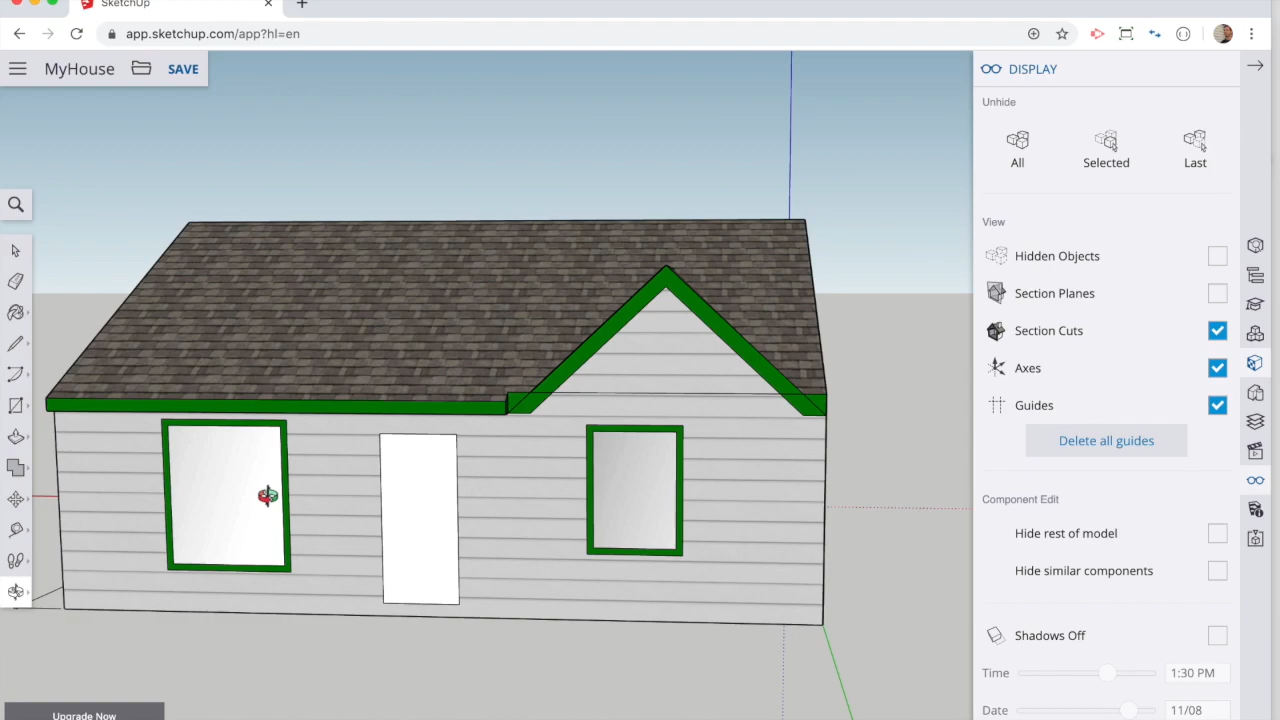 SketchUp
app.sketchup.com/app?hl=en
MyHouse SAVE
DISPLAY
Unhide
All Selected Last
View
Hidden Objects
Section Planes
Section Cuts
Axes
Guides
Delete all guides
Component Edit
Hide rest of model
Hide similar components
Shadows Off
Time 1:30 PM
Date 11/08
Upgrade Now